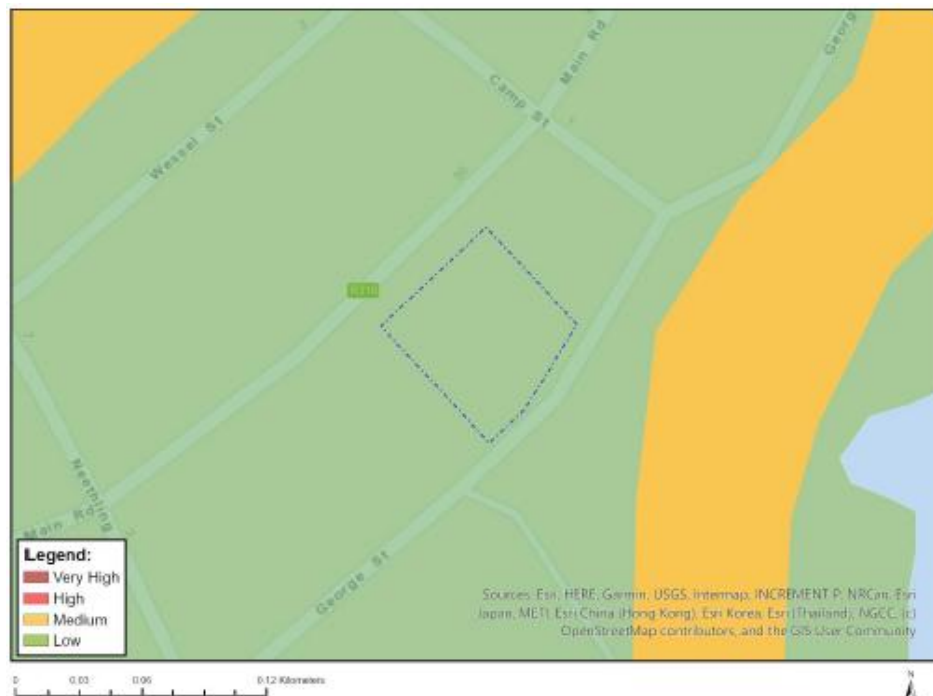 Georg
Main Rd
Camp St
Wessel St
Neethling
Main Rd
George St
Legend:
Very High
High
Medium
Low
Sources: Esri, HERE, Garmin, USGS, Intermap, INCREMENT P, NRCan, Esri
Japan, METI, Esri China (Hong Kong), Esri Korea, Esri (Thailand), NGCC, (c)
OpenStreetMap contributors, and the GIS User Community
0 0.03 0.06 0.12 Kilometers
N